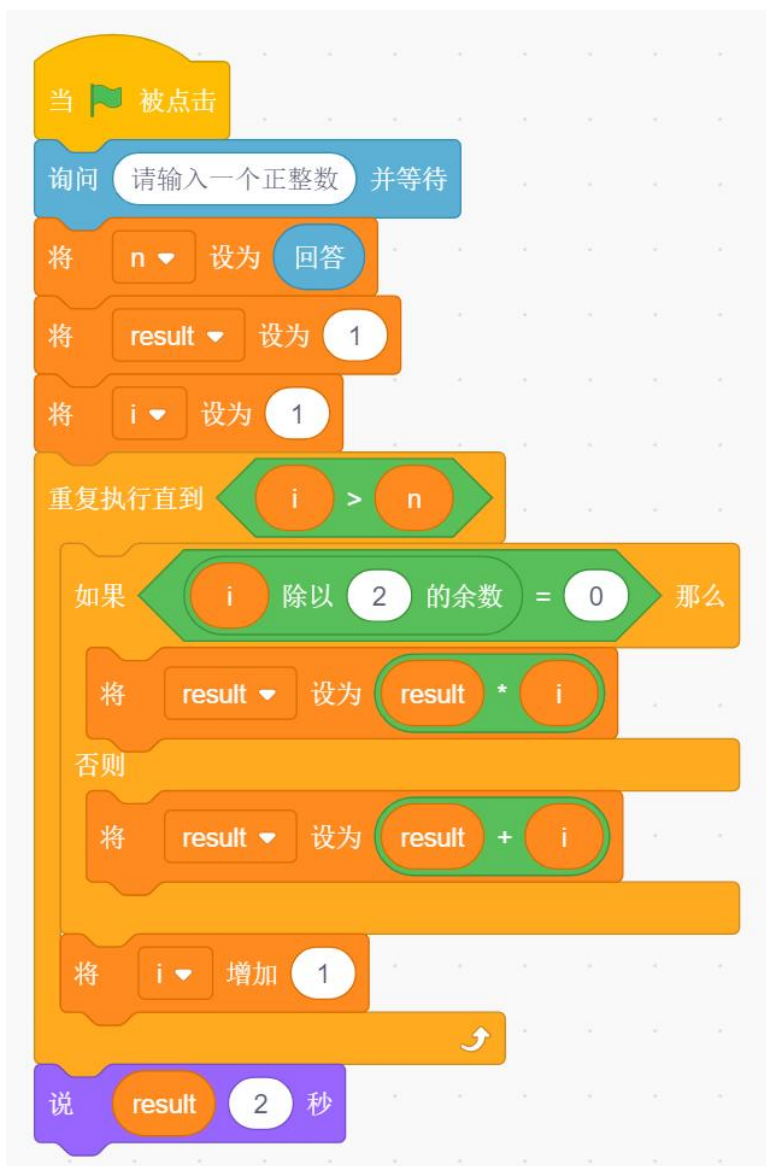 当 被点击
询问 请输入一个正整数 并等待
将 n 设为 回答
将 result 设为 1
将 i 设为 1
重复执行直到 i > n
如果 i 除以 2 的余数 = 0 那么
将 result 设为 result * i
否则
将 result 设为 result + i
将 i 增加 1
说 result 2 秒